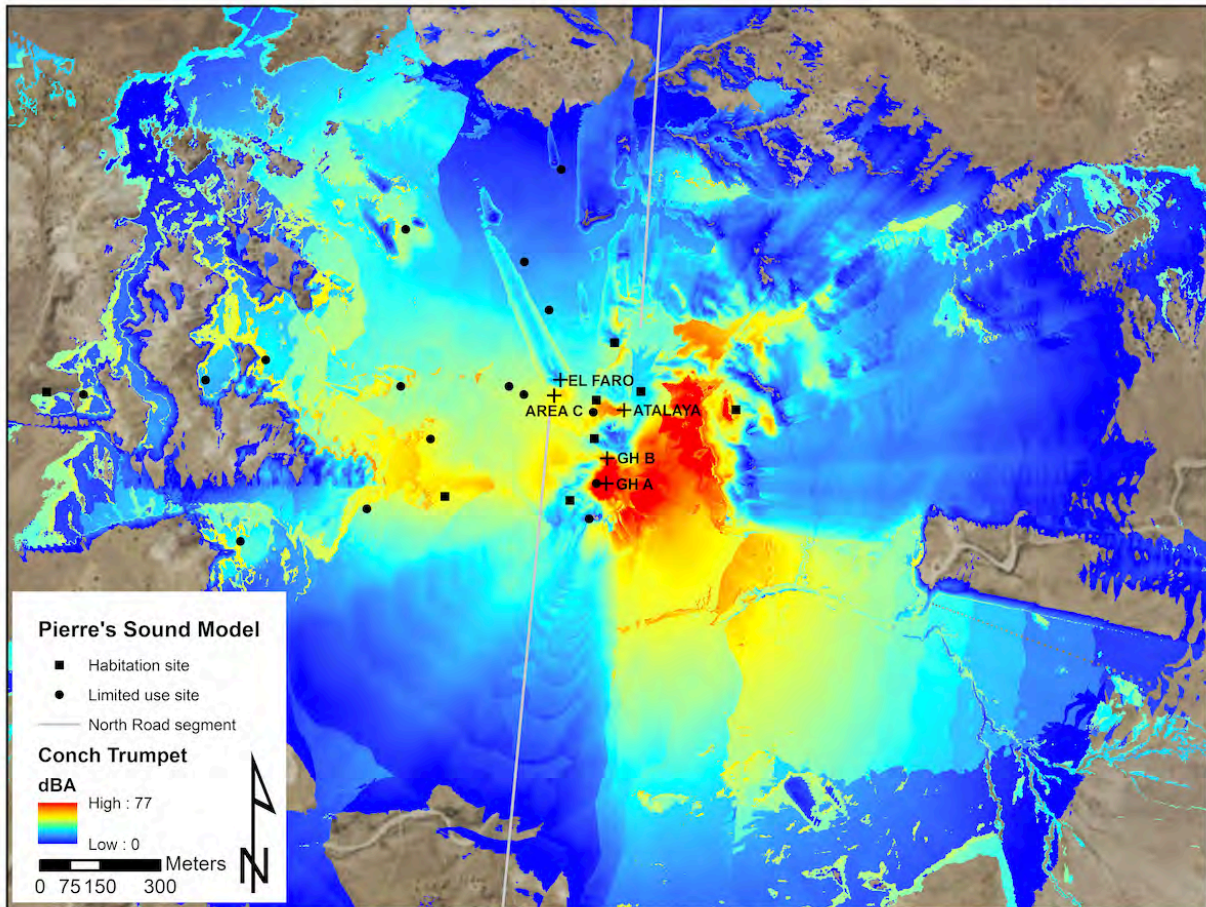 EL FARO
AREA C
ATALAYA
GH B
GH A
Pierre's Sound Model
Habitation site
Limited use site
North Road segment
Conch Trumpet
dBA
High : 77
Low : 0
Meters
0 75 150 300
N